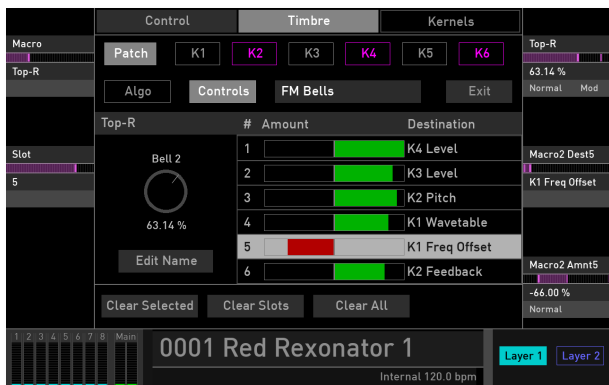 Control Timbre Kernels
Macro
Top-R
Patch K1 K2 K3 K4 K5 K6
Top-R
63.14 %
Normal Mod
Algo Controls FM Bells Exit
Top-R
# Amount Destination
Bell 2
63.14 %
Edit Name
1 K4 Level
2 K3 Level
3 K2 Pitch
4 K1 Wavetable
5 K1 Freq Offset
6 K2 Feedback
Slot
5
Macro2 Dest5
K1 Freq Offset
Macro2 Amnt5
-66.00 %
Normal
Clear Selected Clear Slots Clear All
1 2 3 4 5 6 7 8 Main
0001 Red Rexonator 1
Internal 120.0 bpm
Layer 1 Layer 2